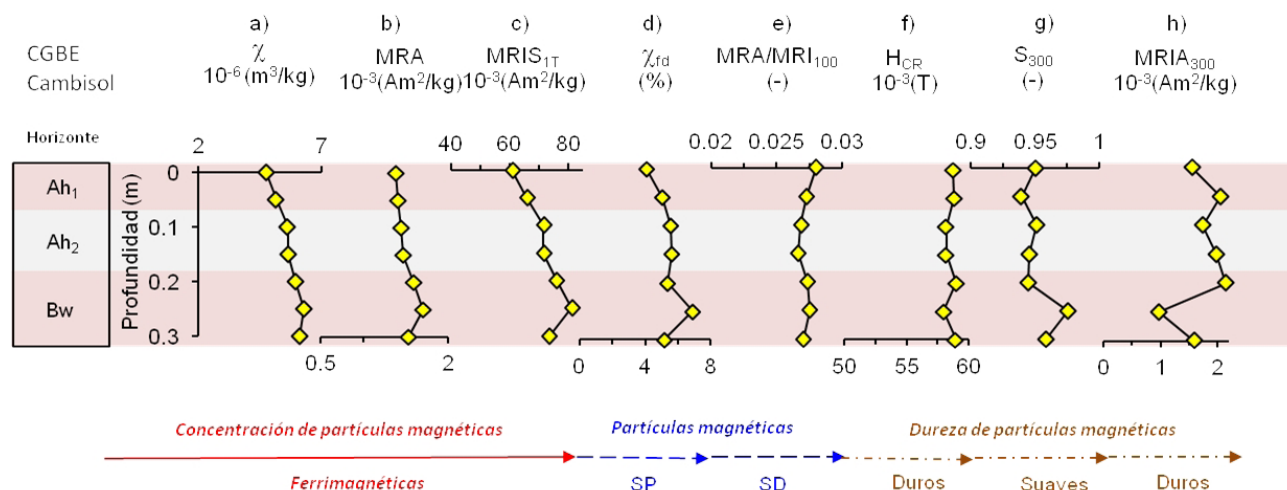 a) b) c) d) e) f) g) h)
CGBE χ MRA MRIS1T χfd MRA/MRI100 HCR S300 MRIA300
Cambisol 10-6 (m3/kg) 10-3(Am2/kg) 10-3(Am2/kg) (%) (-) 10-3(T) (-) 10-3(Am2/kg)
Horizonte 2 7 40 60 80 0.02 0.025 0.03 0.9 0.95 1
Profundidad (m)
0
Ah1
0.1
Ah2
0.2
Bw
0.3
0.5 2 0 4 8 50 55 60 0 1 2
Concentración de partículas magnéticas Partículas magnéticas Dureza de partículas magnéticas
Ferrimagnéticas SP SD Duros Suaves Duros